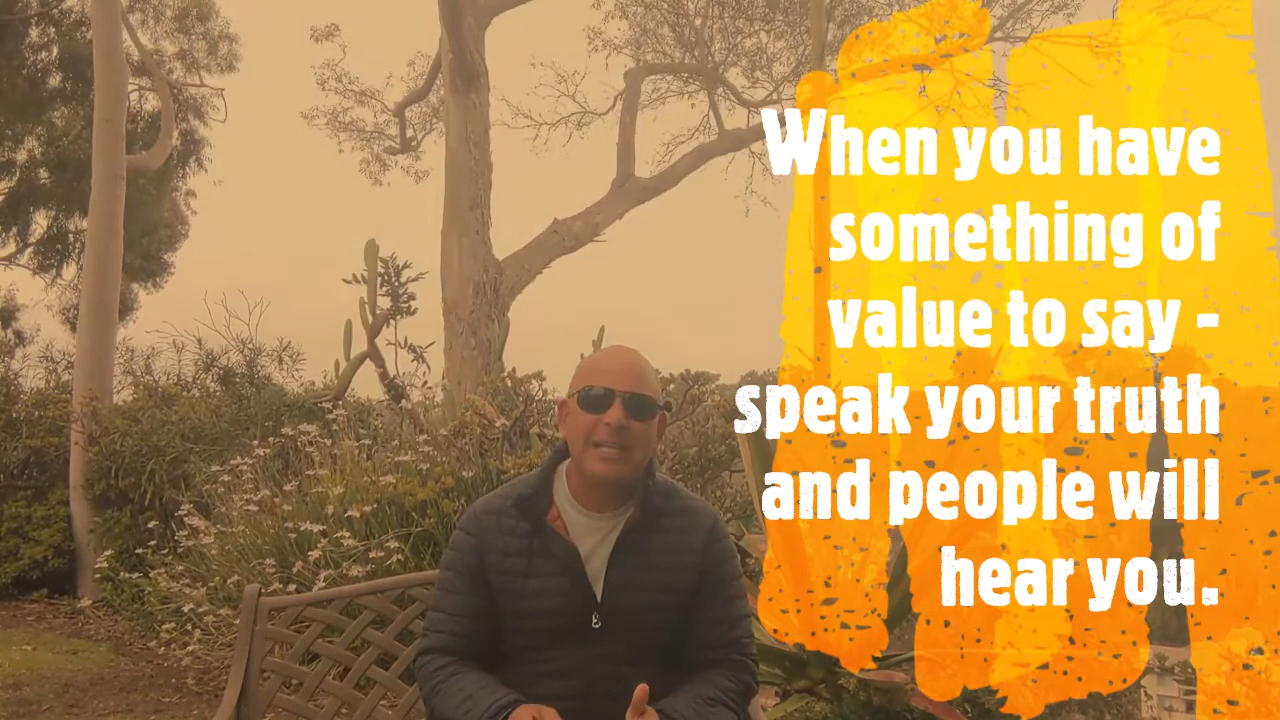 When you have
something of
value to say -
speak your truth
and people will
hear you.